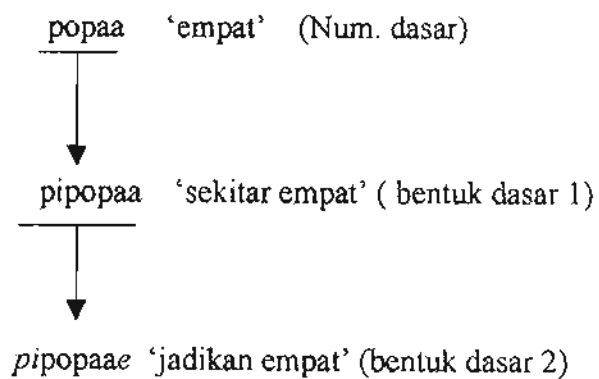 popaa ‘empat’ (Num. dasar)
pipopaa ‘sekitar empat’ ( bentuk dasar 1)
pipopaae ‘jadikan empat’ (bentuk dasar 2)